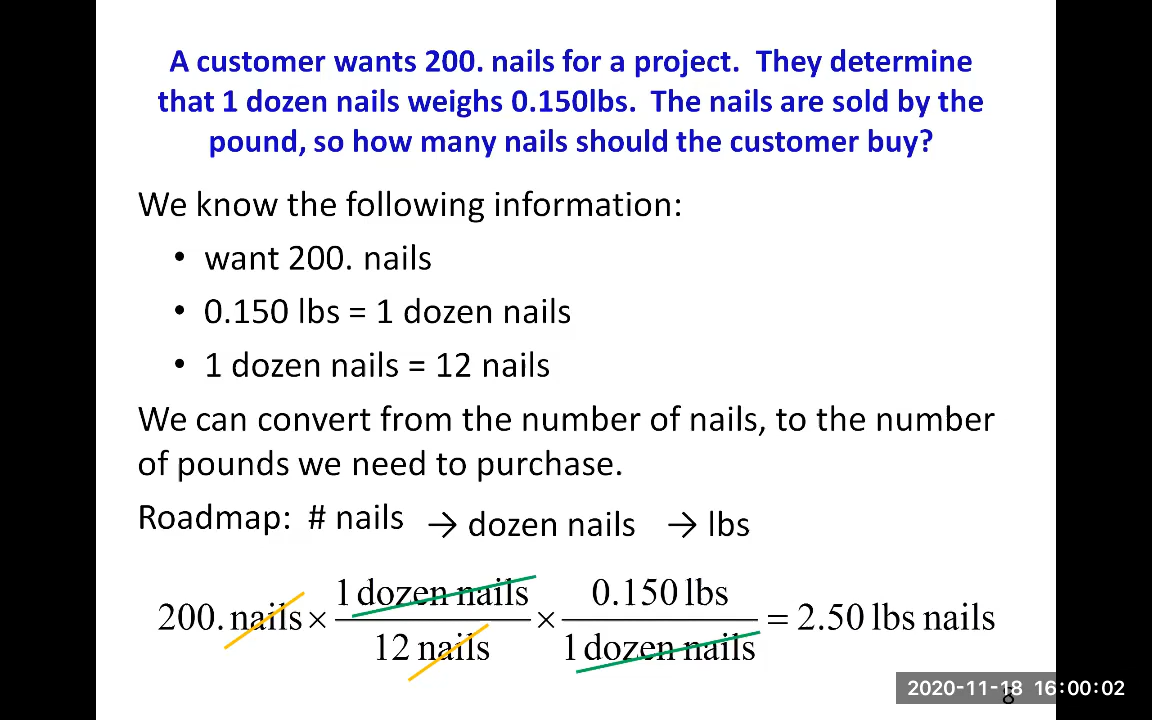 A customer wants 200. nails for a project. They determine
that 1 dozen nails weighs 0.150lbs. The nails are sold by the
pound, so how many nails should the customer buy?
We know the following information:
• want 200. nails
• 0.150 lbs = 1 dozen nails
• 1 dozen nails = 12 nails
We can convert from the number of nails, to the number
of pounds we need to purchase.
Roadmap: # nails → dozen nails → lbs
200. nails × 1 dozen nails / 12 nails × 0.150 lbs / 1 dozen nails = 2.50 lbs nails
2020-11-18 16:00:02
8